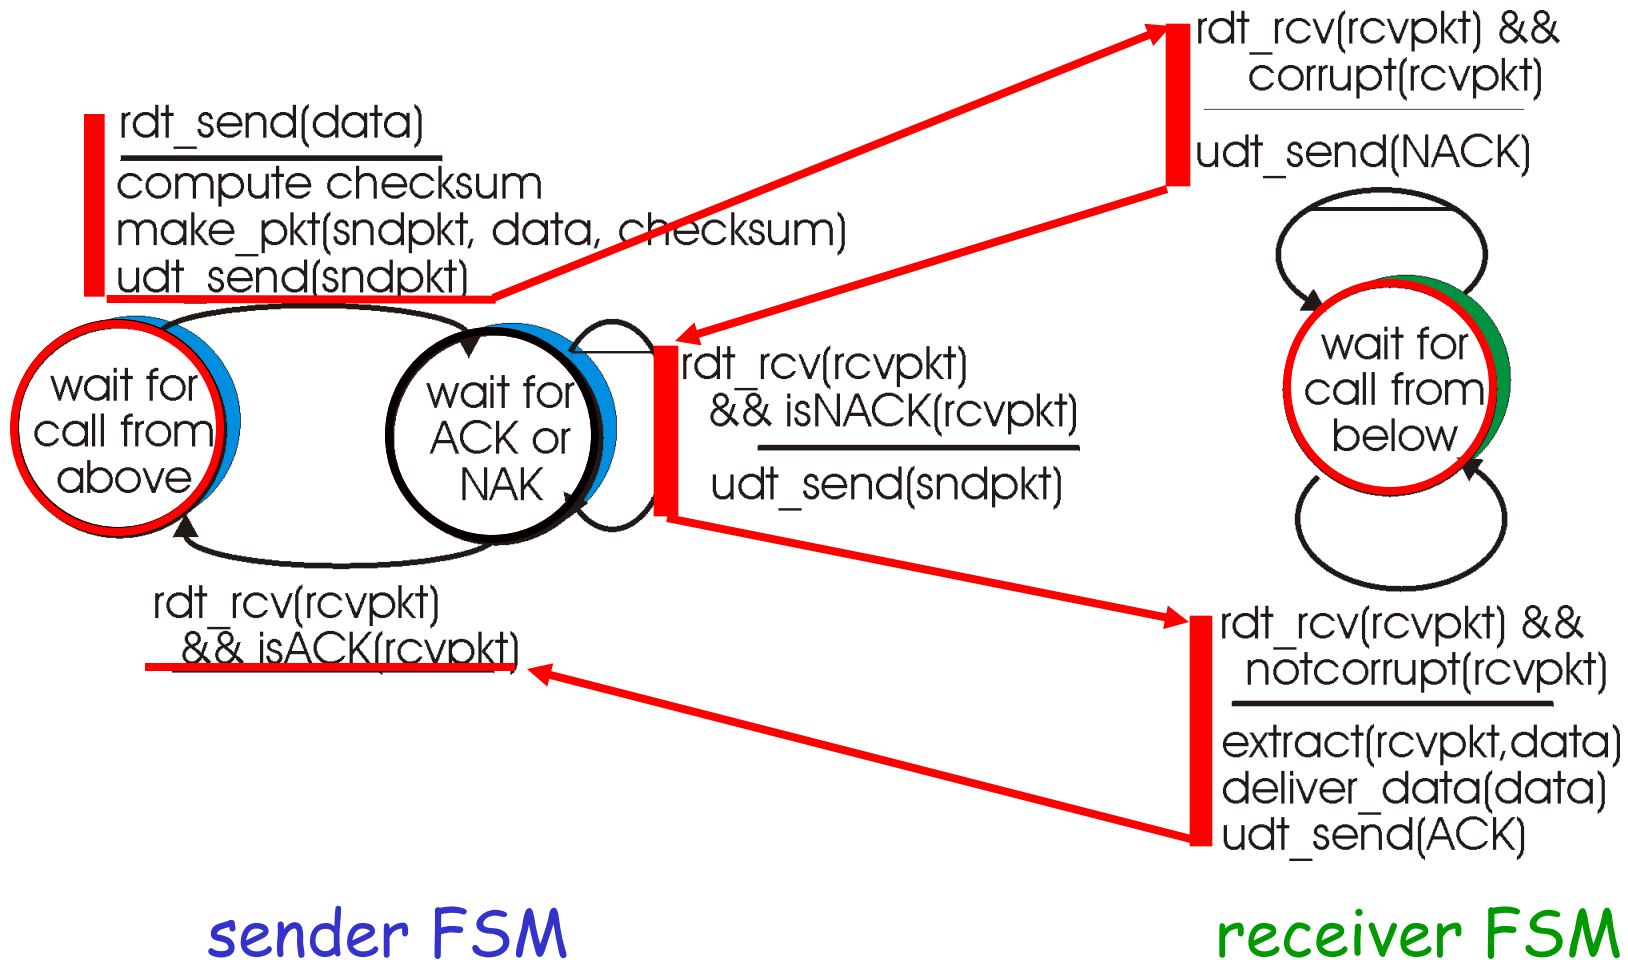 rdt_send(data)
compute checksum
make_pkt(sndpkt, data, checksum)
udt_send(sndpkt)
wait for
call from
above
wait for
ACK or
NAK
rdt_rcv(rcvpkt)
&& isNACK(rcvpkt)
udt_send(sndpkt)
rdt_rcv(rcvpkt)
&& isACK(rcvpkt)
sender FSM
rdt_rcv(rcvpkt) &&
corrupt(rcvpkt)
udt_send(NACK)
wait for
call from
below
rdt_rcv(rcvpkt) &&
notcorrupt(rcvpkt)
extract(rcvpkt,data)
deliver_data(data)
udt_send(ACK)
receiver FSM